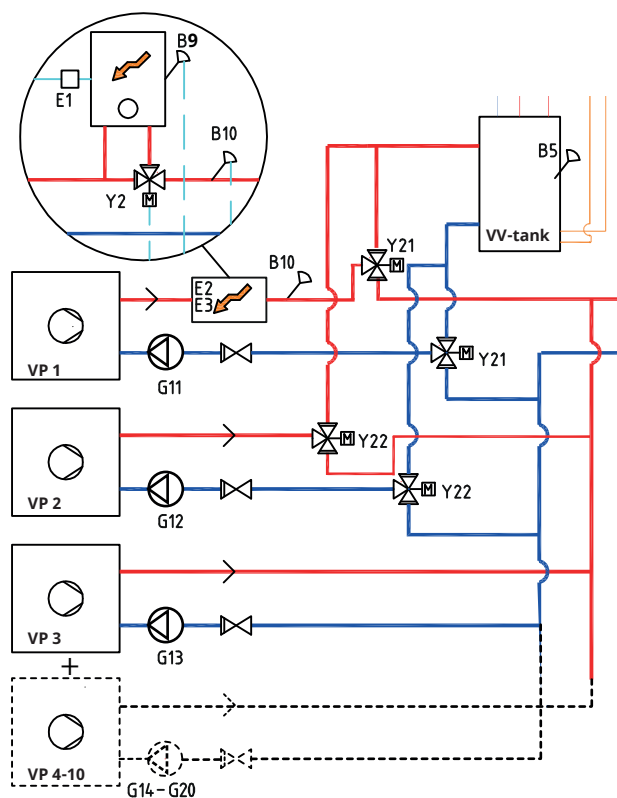 B9
E1
B10
Y2
M
B5
VV-tank
Y21
M
B10
E2
E3
VP 1
G11
M
Y21
VP 2
G12
M
Y22
M
Y22
VP 3
G13
+
VP 4-10
G14-G20